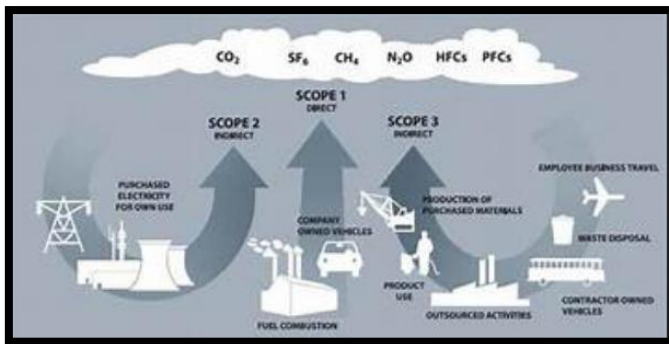 CO₂ SF₆ CH₄ N₂O HFCs PFCs
SCOPE 1
DIRECT
SCOPE 2
INDIRECT
SCOPE 3
INDIRECT
PURCHASED
ELECTRICITY
FOR OWN USE
COMPANY
OWNED VEHICLES
FUEL COMBUSTION
PRODUCTION OF
PURCHASED MATERIALS
PRODUCT
USE
OUTSOURCED ACTIVITIES
EMPLOYEE BUSINESS TRAVEL
WASTE DISPOSAL
CONTRACTOR OWNED
VEHICLES